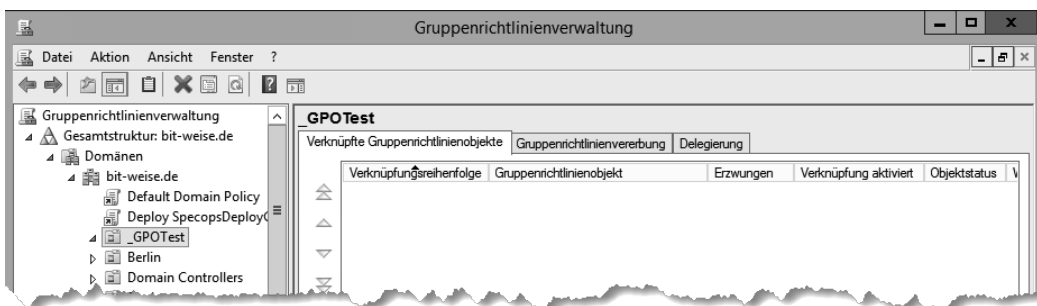 Gruppenrichtlinienverwaltung
Datei Aktion Ansicht Fenster ?
Gruppenrichtlinienverwaltung
Gesamtstruktur: bit-weise.de
Domänen
bit-weise.de
Default Domain Policy
Deploy SpecopsDeploy
_GPOTest
Berlin
Domain Controllers
_GPOTest
Verknüpfte Gruppenrichtlinienobjekte Gruppenrichtlinienvererbung Delegierung
Verknüpfungsreihenfolge Gruppenrichtlinienobjekt Erzwungen Verknüpfung aktiviert Objektstatus